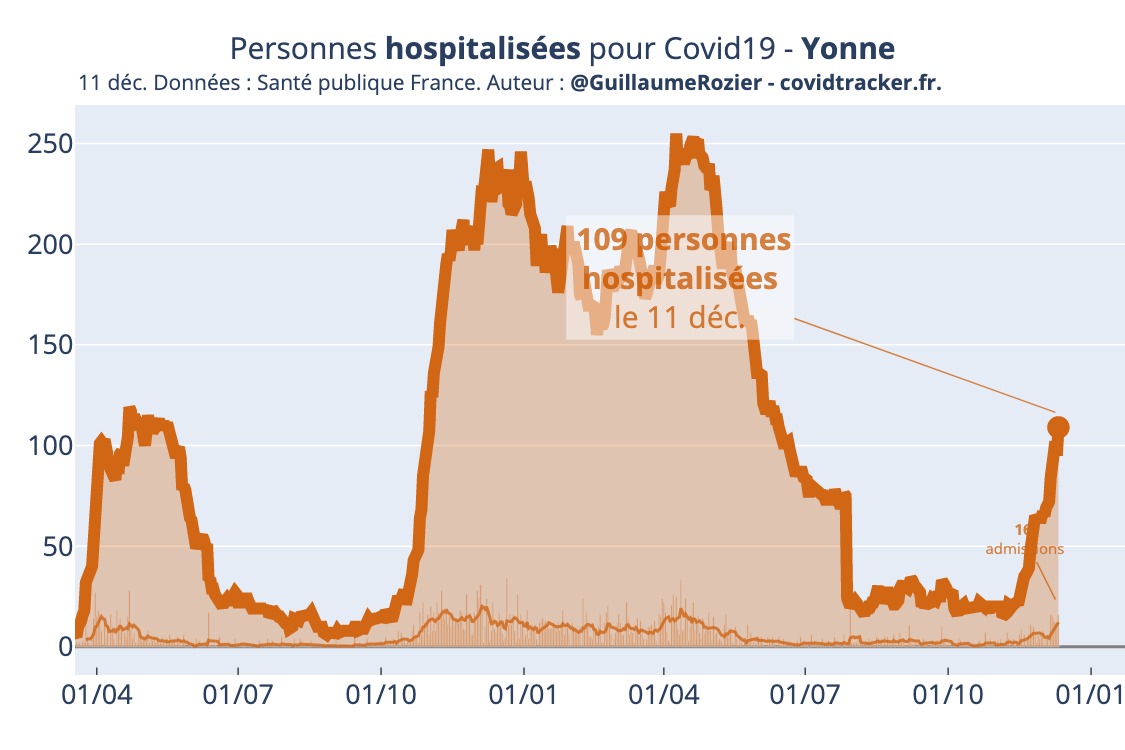 Personnes hospitalisées pour Covid19 - Yonne
11 déc. Données : Santé publique France. Auteur : @GuillaumeRozier - covidtracker.fr.
250
200
150
100
50
0
109 personnes
hospitalisées
le 11 déc.
admissions
01/04
01/07
01/10
01/01
01/04
01/07
01/10
01/01